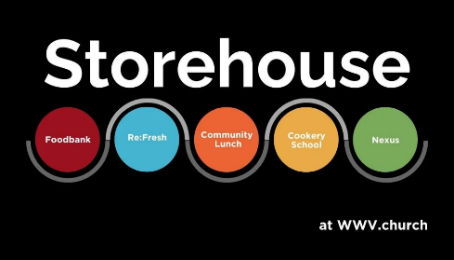 Storehouse
Foodbank
Re:Fresh
Community
Lunch
Cookery
School
Nexus
at WWV.church